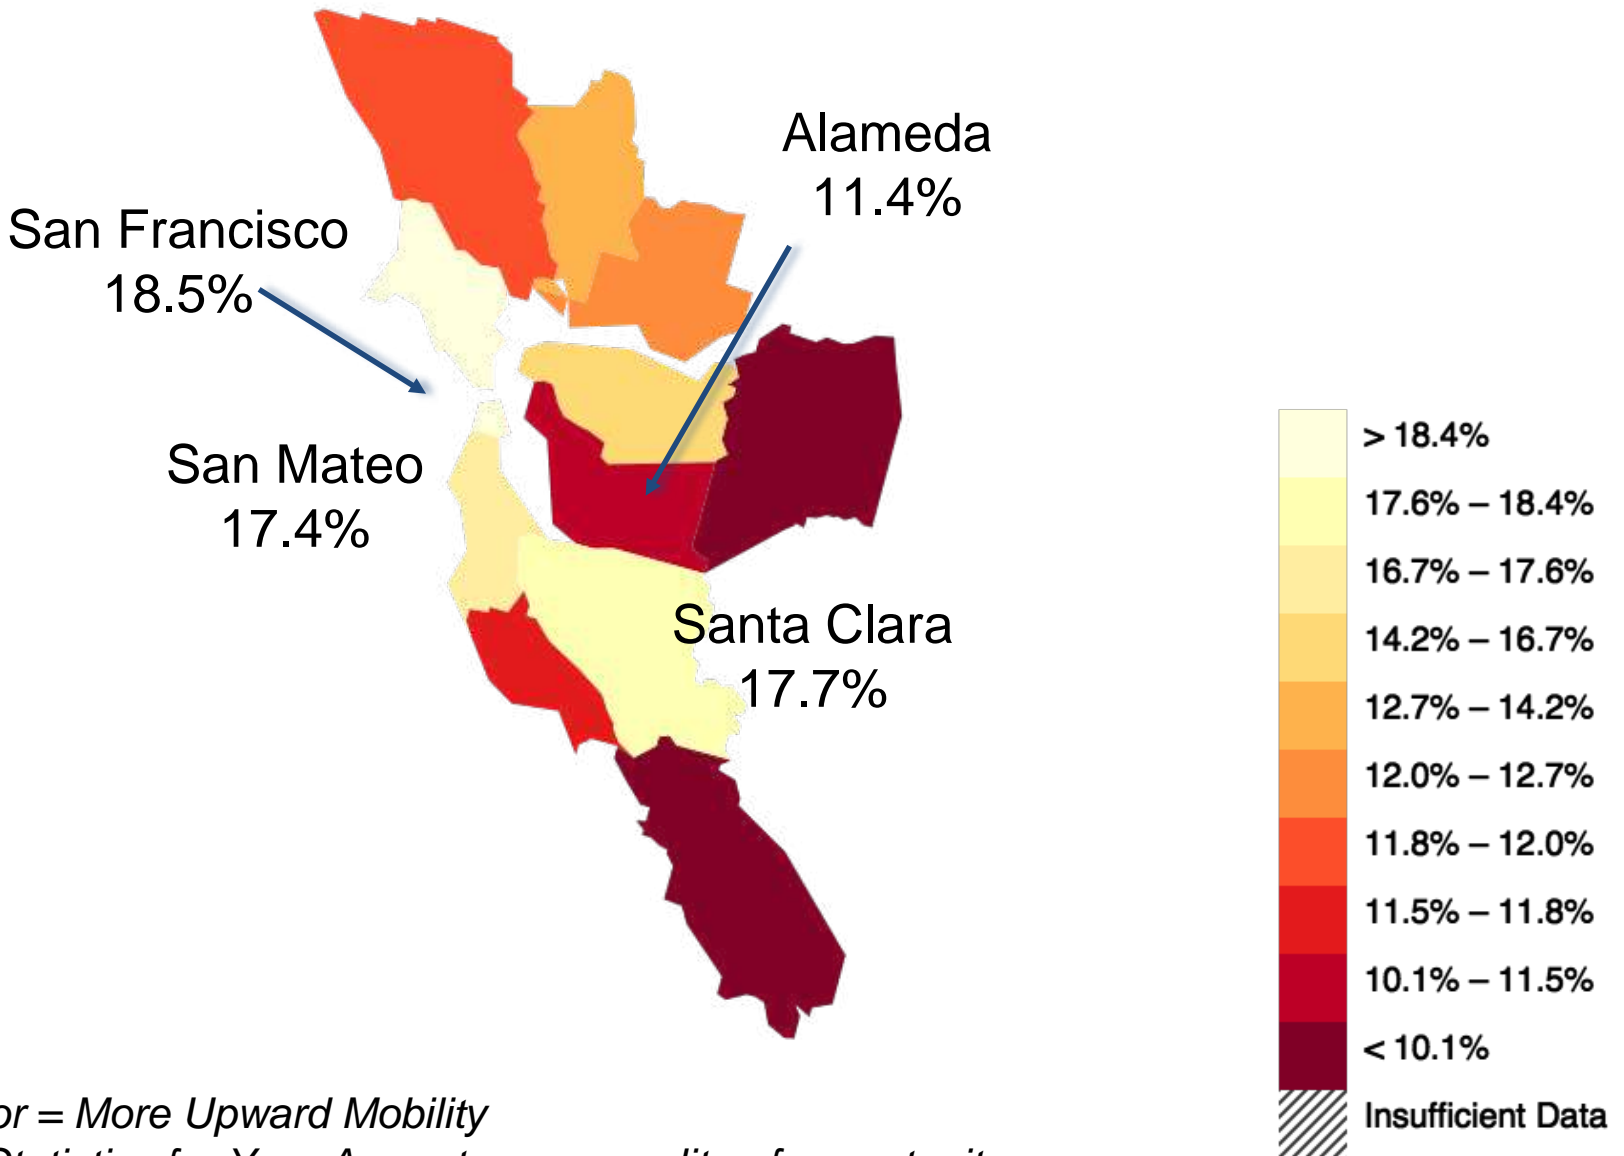 Alameda
11.4%
San Francisco
18.5%
San Mateo
17.4%
Santa Clara
17.7%
> 18.4%
17.6% – 18.4%
16.7% – 17.6%
14.2% – 16.7%
12.7% – 14.2%
12.0% – 12.7%
11.8% – 12.0%
11.5% – 11.8%
10.1% – 11.5%
< 10.1%
Insufficient Data
= More Upward Mobility